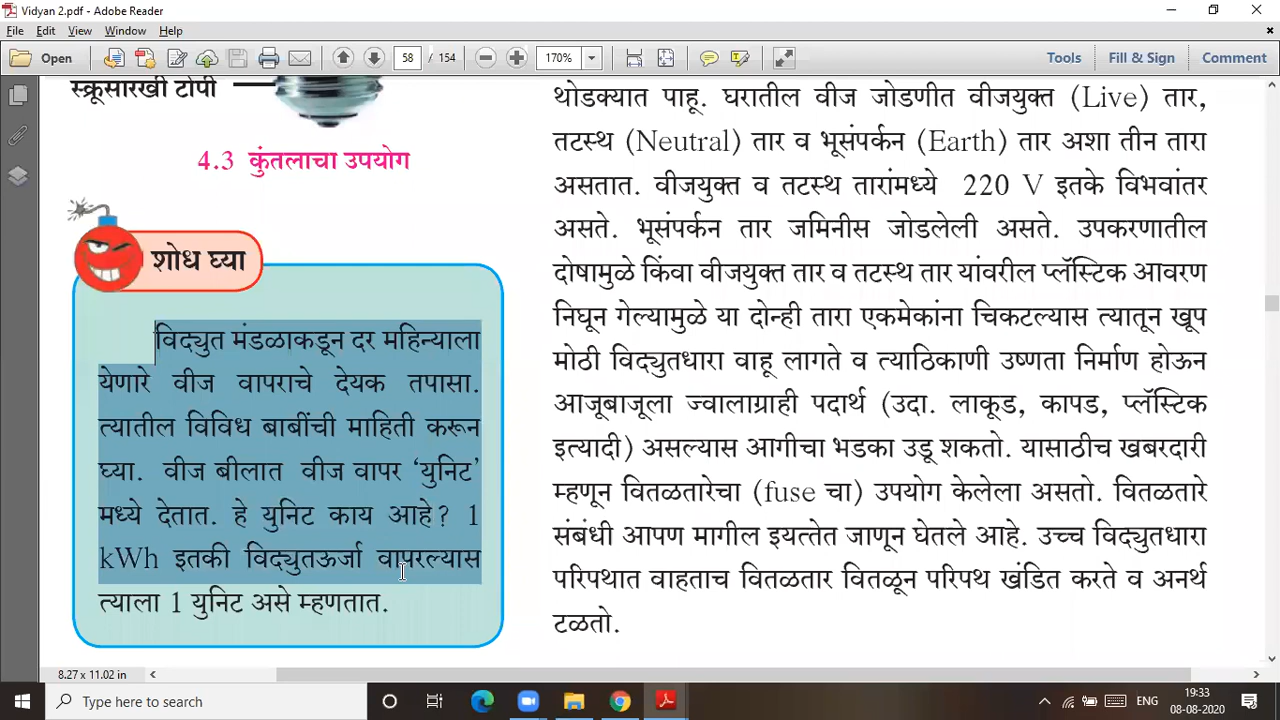 Vidyan 2.pdf - Adobe Reader
File Edit View Window Help
Open 58 / 154 170% Tools Fill & Sign Comment
स्क्रूसारखी टोपी
4.3 कुंतलाचा उपयोग
शोध घ्या
विद्युत मंडळाकडून दर महिन्याला
येणारे वीज वापराचे देयक तपासा.
त्यातील विविध बाबींची माहिती करून
घ्या. वीज बीलात वीज वापर ‘युनिट’
मध्ये देतात. हे युनिट काय आहे? 1
kWh इतकी विद्युतऊर्जा वापरल्यास
त्याला 1 युनिट असे म्हणतात.
थोडक्यात पाहू. घरातील वीज जोडणीत वीजयुक्त (Live) तार,
तटस्थ (Neutral) तार व भूसंपर्कन (Earth) तार अशा तीन तारा
असतात. वीजयुक्त व तटस्थ तारांमध्ये 220 V इतके विभवांतर
असते. भूसंपर्कन तार जमिनीस जोडलेली असते. उपकरणातील
दोषामुळे किंवा वीजयुक्त तार व तटस्थ तार यांवरील प्लॅस्टिक आवरण
निघून गेल्यामुळे या दोन्ही तारा एकमेकांना चिकटल्यास त्यातून खूप
मोठी विद्युतधारा वाहू लागते व त्याठिकाणी उष्णता निर्माण होऊन
आजूबाजूला ज्वालाग्राही पदार्थ (उदा. लाकूड, कापड, प्लॅस्टिक
इत्यादी) असल्यास आगीचा भडका उडू शकतो. यासाठीच खबरदारी
म्हणून वितळतारेचा (fuse चा) उपयोग केलेला असतो. वितळतारे
संबंधी आपण मागील इयत्तेत जाणून घेतले आहे. उच्च विद्युतधारा
परिपथात वाहताच वितळतार वितळून परिपथ खंडित करते व अनर्थ
टळतो.
8.27 x 11.02 in
Type here to search
ENG
19:33
08-08-2020